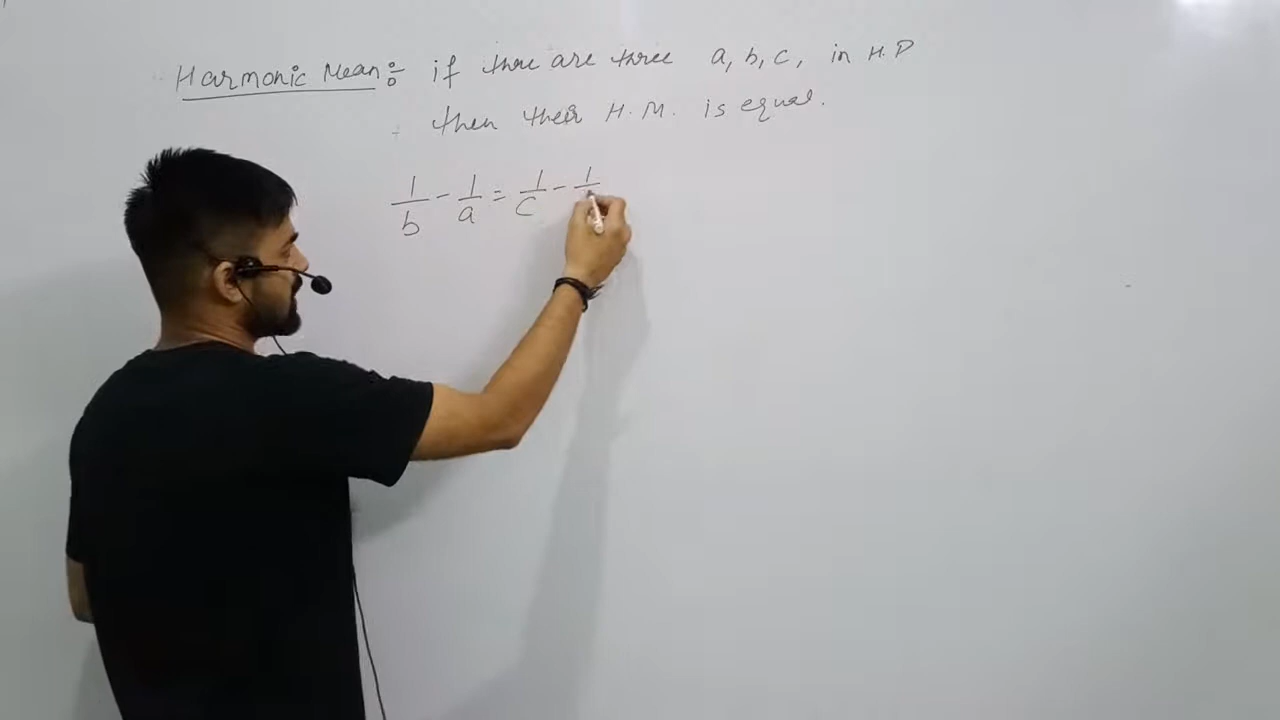 Harmonic Mean: if there are three a, b, c, in H.P
then their H.M. is equal.
1/b - 1/a = 1/c - 1/